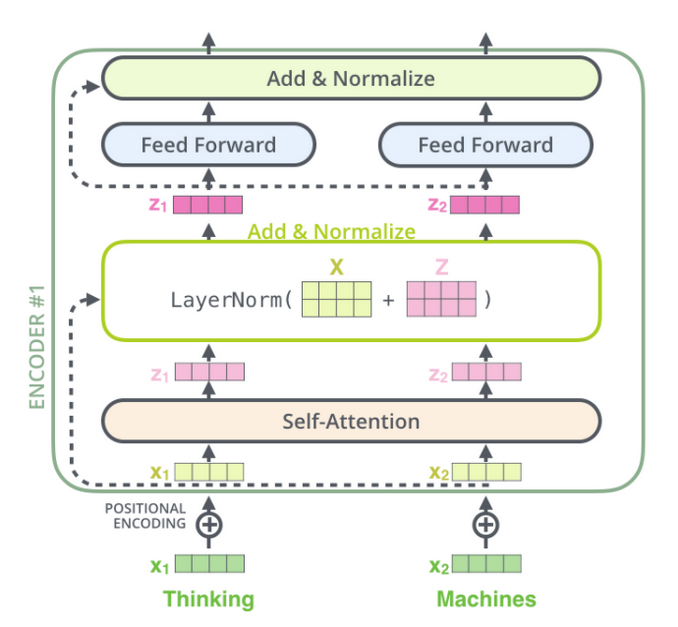 Add & Normalize
Feed Forward Feed Forward
z1 z2
Add & Normalize
X Z
LayerNorm( + )
z1 z2
Self-Attention
x1 x2
ENCODER #1
POSITIONAL
ENCODING
x1 x2
Thinking Machines